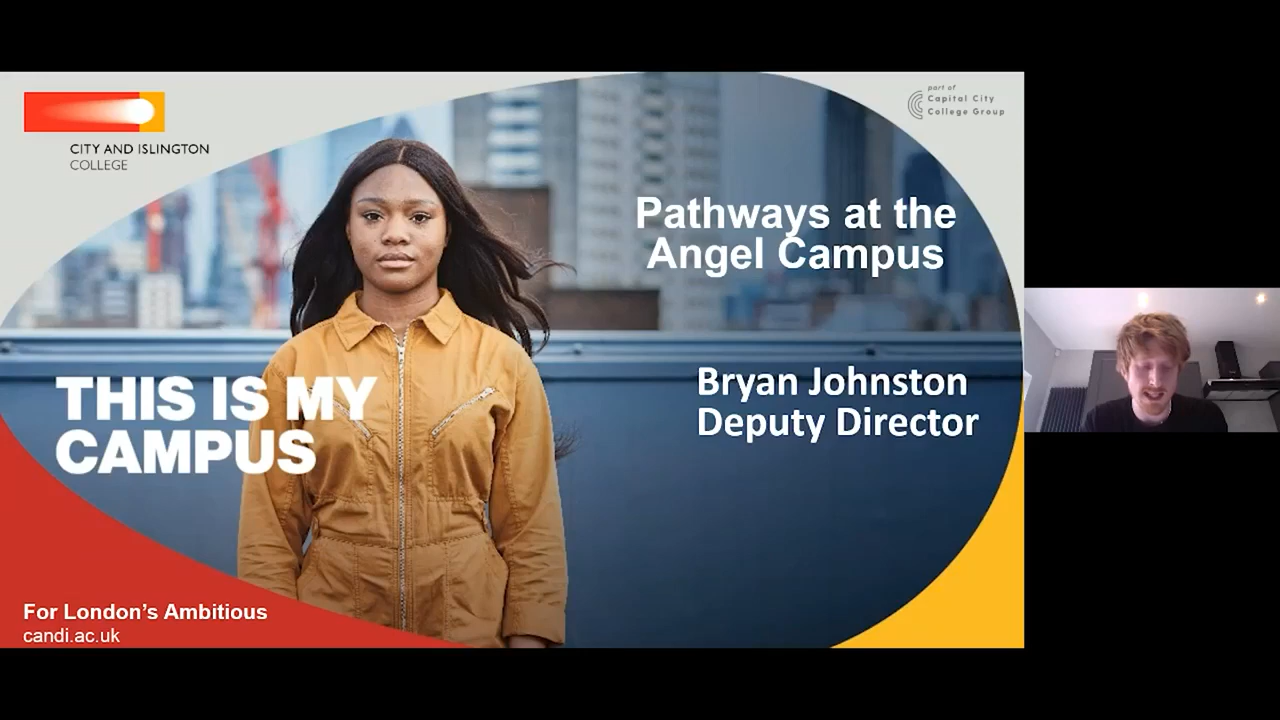 CITY AND ISLINGTON
COLLEGE
part of
Capital City
College Group
Pathways at the
Angel Campus
THIS IS MY
CAMPUS
Bryan Johnston
Deputy Director
For London's Ambitious
candi.ac.uk